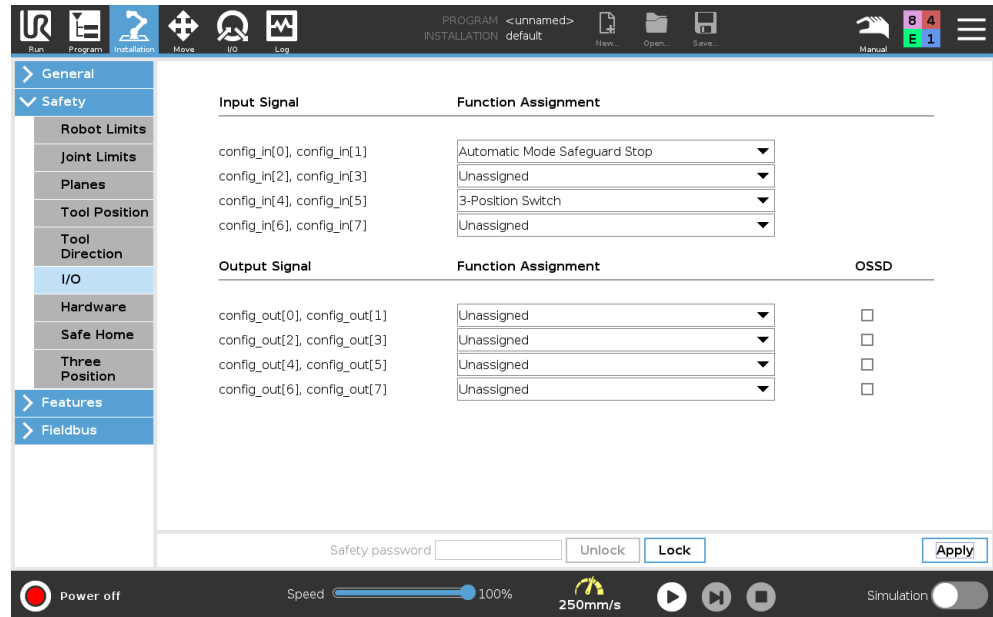 PROGRAM <unnamed>
INSTALLATION default
UR
Run
Program
Installation
Move
I/O
Log
New...
Open...
Save...
Manual
8 4
E 1
General
Safety
Robot Limits
Joint Limits
Planes
Tool Position
Tool
Direction
I/O
Hardware
Safe Home
Three
Position
Features
Fieldbus
Input Signal Function Assignment
config_in[0], config_in[1] Automatic Mode Safeguard Stop
config_in[2], config_in[3] Unassigned
config_in[4], config_in[5] 3-Position Switch
config_in[6], config_in[7] Unassigned
Output Signal Function Assignment OSSD
config_out[0], config_out[1] Unassigned
config_out[2], config_out[3] Unassigned
config_out[4], config_out[5] Unassigned
config_out[6], config_out[7] Unassigned
Safety password Unlock Lock Apply
Power off Speed 100% 250mm/s Simulation